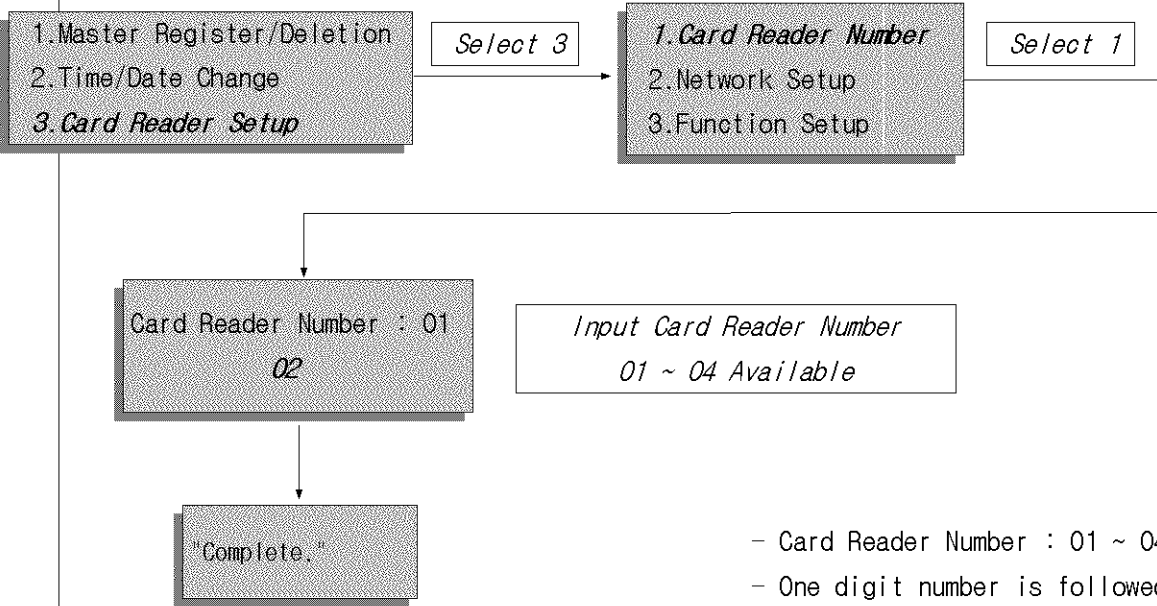 1.Master Register/Deletion
2.Time/Date Change
3.Card Reader Setup
Select 3
1.Card Reader Number
2.Network Setup
3.Function Setup
Select 1
Card Reader Number : 01
02
Input Card Reader Number
01 ~ 04 Available
"Complete."
- Card Reader Number : 01 ~ 04
- One digit number is followed